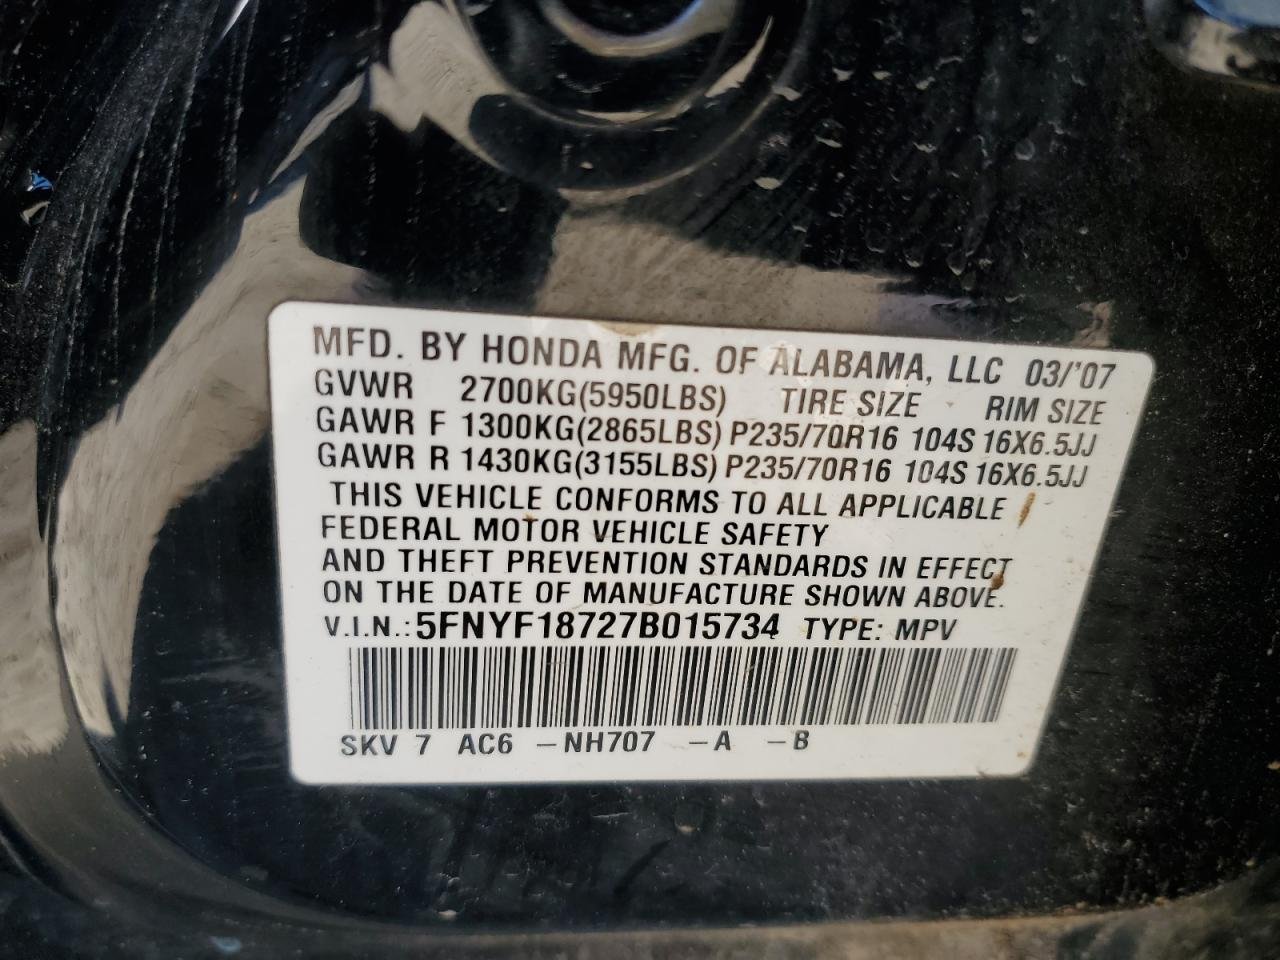 MFD. BY HONDA MFG. OF ALABAMA, LLC 03/'07
GVWR 2700KG(5950LBS) TIRE SIZE RIM SIZE
GAWR F 1300KG(2865LBS) P235/70R16 104S 16X6.5JJ
GAWR R 1430KG(3155LBS) P235/70R16 104S 16X6.5JJ
THIS VEHICLE CONFORMS TO ALL APPLICABLE
FEDERAL MOTOR VEHICLE SAFETY
AND THEFT PREVENTION STANDARDS IN EFFECT
ON THE DATE OF MANUFACTURE SHOWN ABOVE.
V.I.N.: 5FNYF18727B015734 TYPE: MPV
SKV 7 AC6 -NH707 -A -B